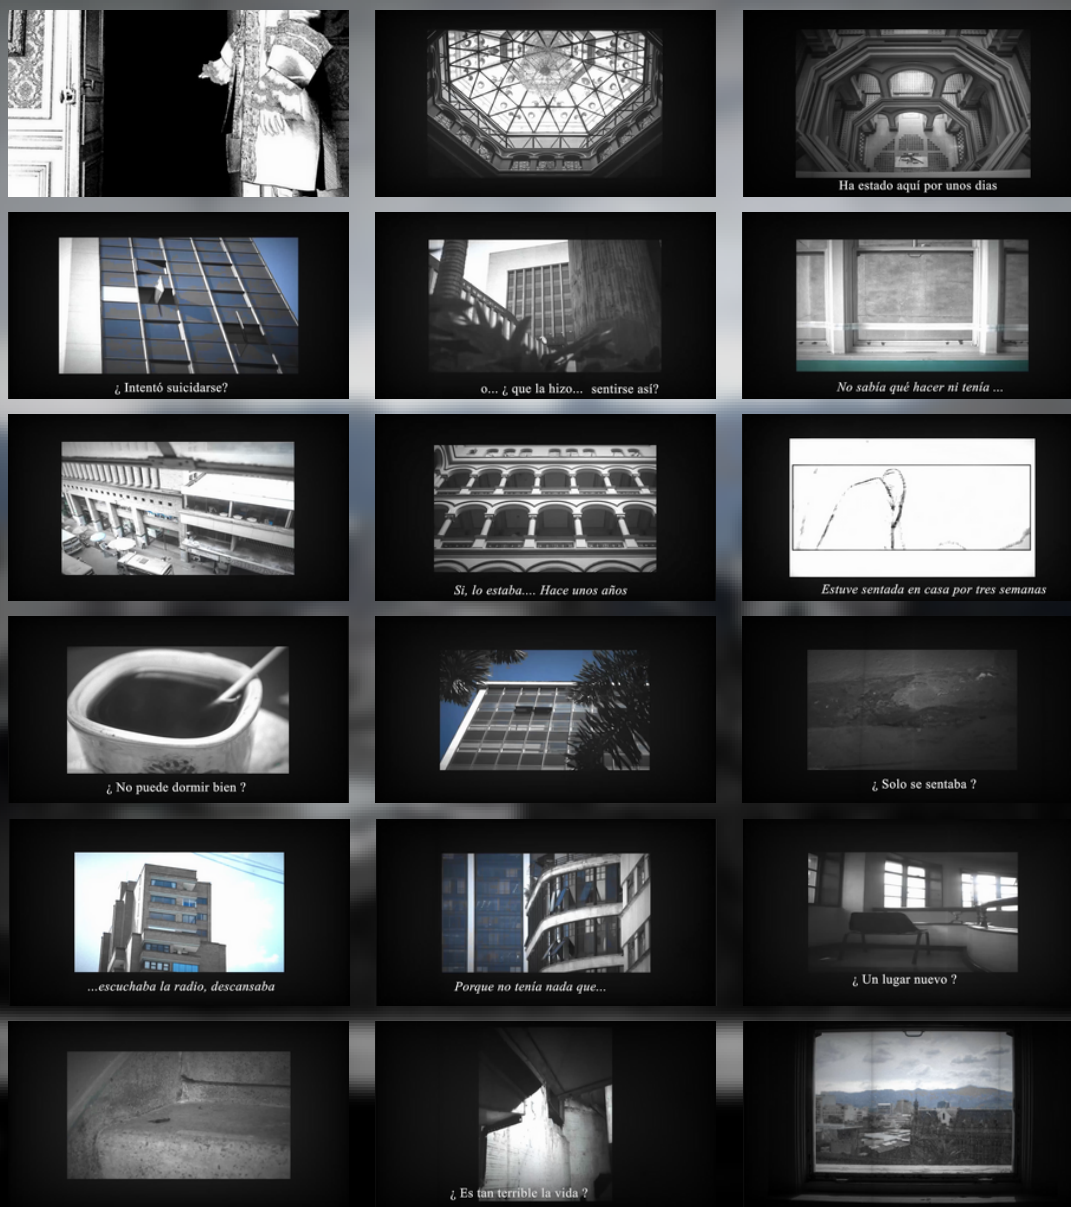 Ha estado aquí por unos dias
¿ Intentó suicidarse?
o... ¿ que la hizo... sentirse así?
No sabía qué hacer ni tenía ...
Si, lo estaba.... Hace unos años
Estuve sentada en casa por tres semanas
¿ No puede dormir bien ?
¿ Solo se sentaba ?
...escuchaba la radio, descansaba
Porque no tenía nada que...
¿ Un lugar nuevo ?
¿ Es tan terrible la vida ?